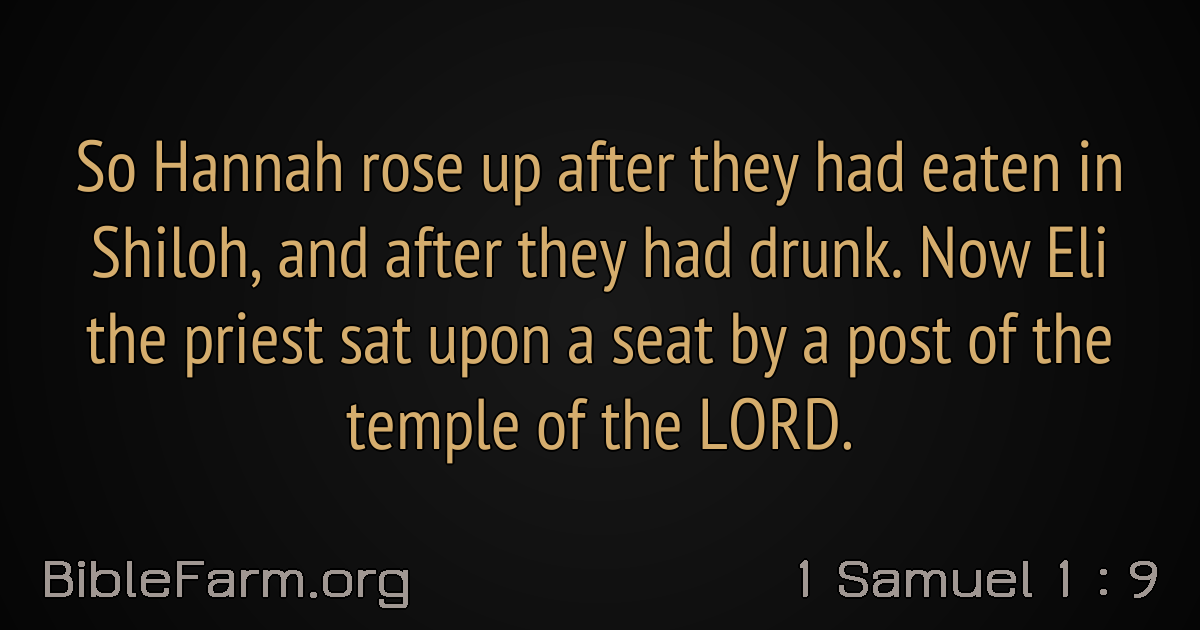 So Hannah rose up after they had eaten in
Shiloh, and after they had drunk. Now Eli
the priest sat upon a seat by a post of the
temple of the LORD.
BibleFarm.org
1 Samuel 1 : 9